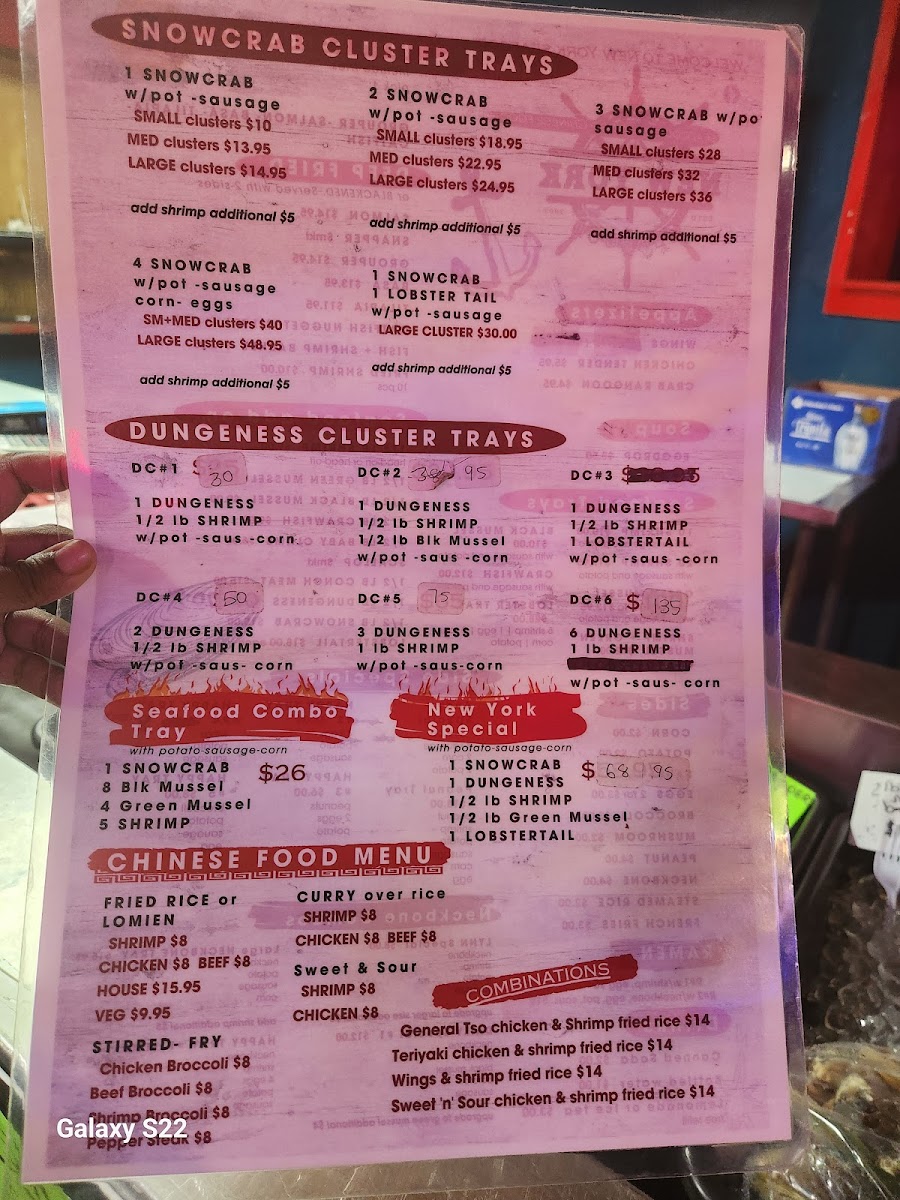 SNOWCRAB CLUSTER TRAYS
1 SNOWCRAB
w/pot -sausage
SMALL clusters $10
MED clusters $13.95
LARGE clusters $14.95
add shrimp additional $5
2 SNOWCRAB
w/pot -sausage
SMALL clusters $18.95
MED clusters $22.95
LARGE clusters $24.95
add shrimp additional $5
3 SNOWCRAB w/po
sausage
SMALL clusters $28
MED clusters $32
LARGE clusters $36
add shrimp additional $5
4 SNOWCRAB
w/pot -sausage
corn- eggs
SM+MED clusters $40
LARGE clusters $48.95
add shrimp additional $5
1 SNOWCRAB
1 LOBSTER TAIL
w/pot -sausage
LARGE CLUSTER $30.00
add shrimp additional $5
DUNGENESS CLUSTER TRAYS
DC#1 $30
1 DUNGENESS
1/2 lb SHRIMP
w/pot -saus -corn
DC#2 95
1 DUNGENESS
1/2 lb SHRIMP
1/2 lb Blk Mussel
w/pot -saus -corn
DC#3
1 DUNGENESS
1/2 lb SHRIMP
1 LOBSTERTAIL
w/pot -saus -corn
DC#4 50
2 DUNGENESS
1/2 lb SHRIMP
w/pot -saus- corn
DC#5 75
3 DUNGENESS
1 lb SHRIMP
w/pot -saus-corn
DC#6 $135
6 DUNGENESS
1 lb SHRIMP
w/pot -saus- corn
Seafood Combo
Tray
with potato-sausage-corn
1 SNOWCRAB $26
8 Blk Mussel
4 Green Mussel
5 SHRIMP
New York
Special
with potato-sausage-corn
1 SNOWCRAB $68.95
1 DUNGENESS
1/2 lb SHRIMP
1/2 lb Green Mussel
1 LOBSTERTAIL
CHINESE FOOD MENU
FRIED RICE or
LOMIEN
SHRIMP $8
CHICKEN $8 BEEF $8
HOUSE $15.95
VEG $9.95
STIRRED- FRY
Chicken Broccoli $8
Beef Broccoli $8
Shrimp Broccoli $8
Pepper Steak $8
CURRY over rice
SHRIMP $8
CHICKEN $8 BEEF $8
Sweet & Sour
SHRIMP $8
CHICKEN $8
COMBINATIONS
General Tso chicken & Shrimp fried rice $14
Teriyaki chicken & shrimp fried rice $14
Wings & shrimp fried rice $14
Sweet 'n' Sour chicken & shrimp fried rice $14
Galaxy S22